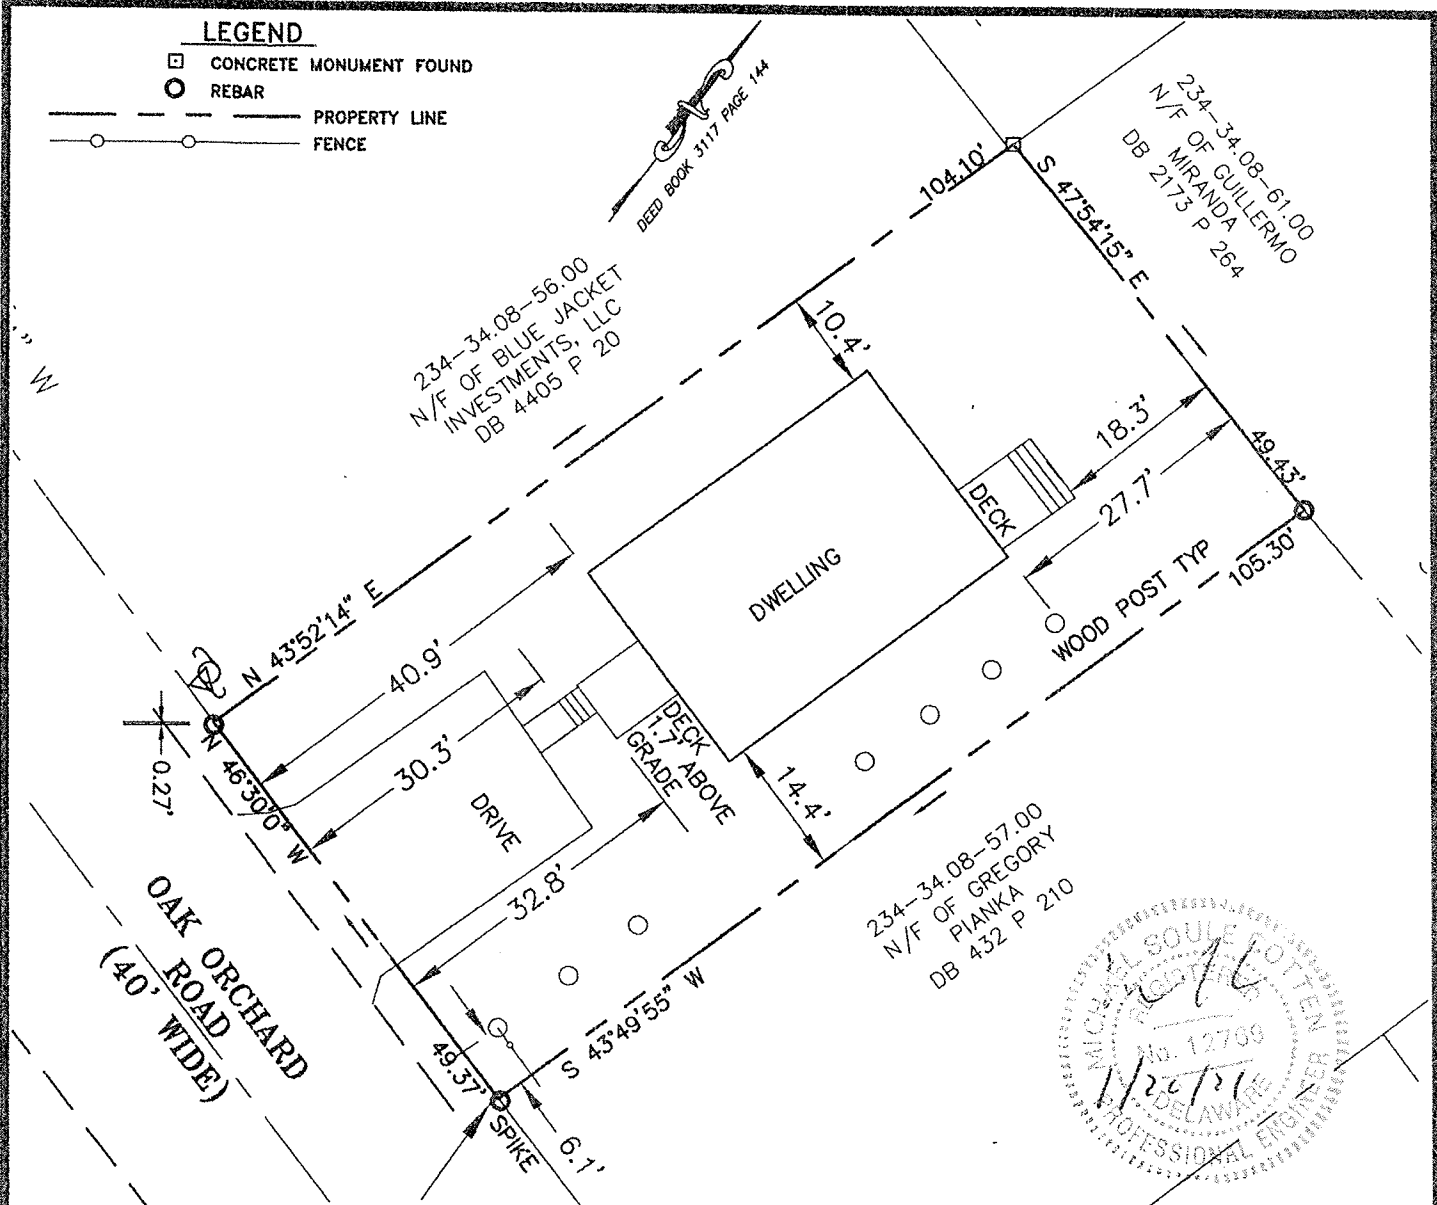 LEGEND
CONCRETE MONUMENT FOUND
REBAR
PROPERTY LINE
FENCE
DEED BOOK 3117 PAGE 144
234-34.08-61.00
N/F OF GUILLERMO
MIRANDA
DB 2173 P 264
104.10'
S 47°54'15" E
234-34.08-56.00
N/F OF BLUE JACKET
INVESTMENTS, LLC
DB 4405 P 20
" W
10.4'
18.3'
49.43'
27.7'
DECK
DWELLING
WOOD POST TYP
105.30'
N 43°52'14" E
40.9'
30.3'
N 46°30'0" W
0.27'
DECK
1.7' ABOVE
GRADE
DRIVE
14.4'
32.8'
234-34.08-57.00
N/F OF GREGORY
PIANKA
DB 432 P 210
OAK ORCHARD
ROAD
(40' WIDE)
S 43°49'55" W
49.37'
SPIKE
6.1'
MICHAEL SOULE COTTEN
REGISTERED
No. 12709
DELAWARE
PROFESSIONAL ENGINEER